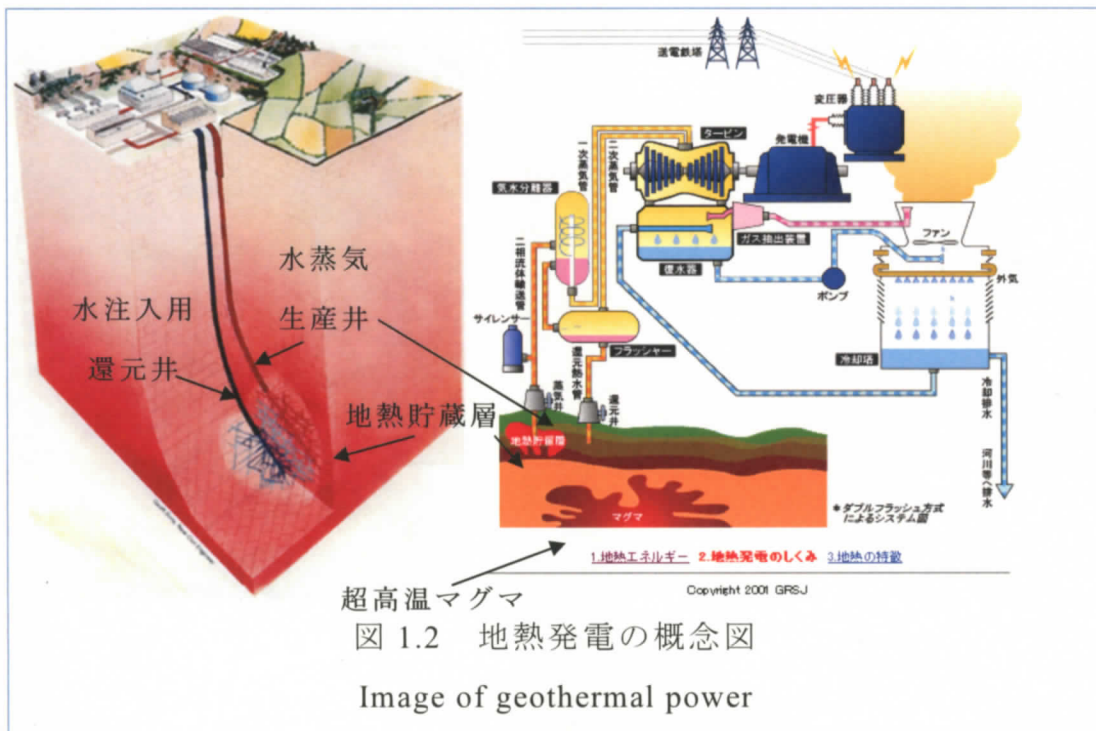 送電鉄塔
変圧器
タービン
発電機
一次蒸気管
二次蒸気管
気水分離器
ファン
ガス抽出装置
水蒸気
二相流体輸送管
復水器
ポンプ
外気
水注入用
生産井
サイレンサー
フラッシャー
冷却塔
還元井
還元熱水管
蒸気井
還元井
冷却排水
地熱貯蔵層
地熱貯留層
河川等へ排水
マグマ
*ダブルフラッシュ方式
によるシステム図
1.地熱エネルギー 2.地熱発電のしくみ 3.地熱の特徴
Copyright 2001 GRSJ
超高温マグマ
図 1.2 地熱発電の概念図
Image of geothermal power